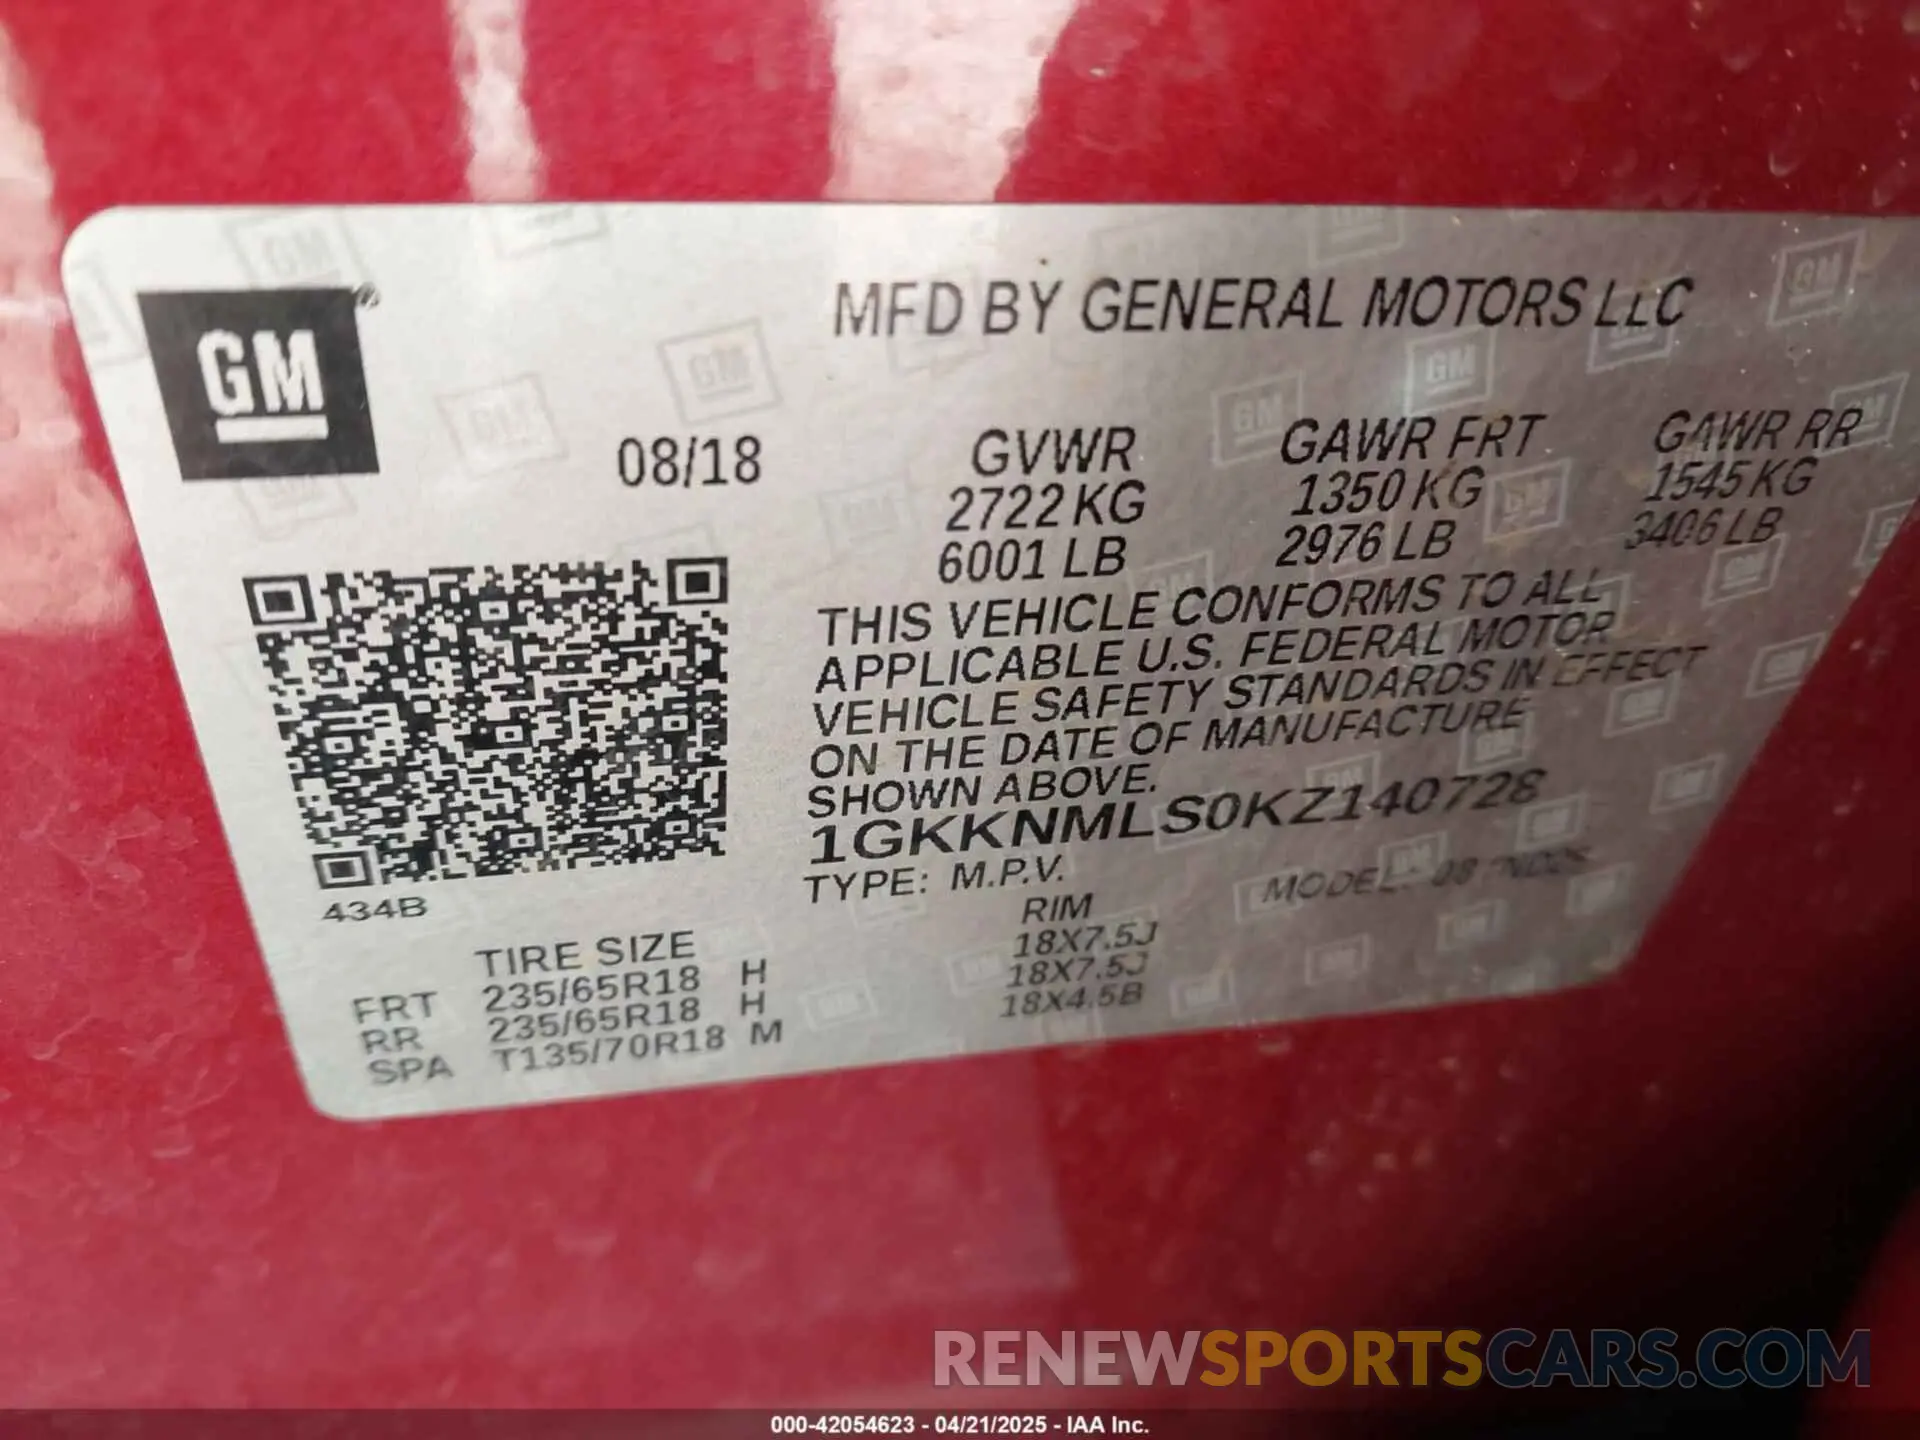 GM®
MFD BY GENERAL MOTORS LLC
08/18
GVWR GAWR FRT GAWR RR
2722 KG 1350 KG 1545 KG
6001 LB 2976 LB 3406 LB
THIS VEHICLE CONFORMS TO ALL
APPLICABLE U.S. FEDERAL MOTOR
VEHICLE SAFETY STANDARDS IN EFFECT
ON THE DATE OF MANUFACTURE
SHOWN ABOVE.
1GKKNMLS0KZ140728
TYPE: M.P.V. MODEL:
434B
TIRE SIZE RIM
FRT 235/65R18 H 18X7.5J
RR 235/65R18 H 18X7.5J
SPA T135/70R18 M 18X4.5B
RENEWSPORTSCARS.COM
000-42054623 - 04/21/2025 - IAA Inc.